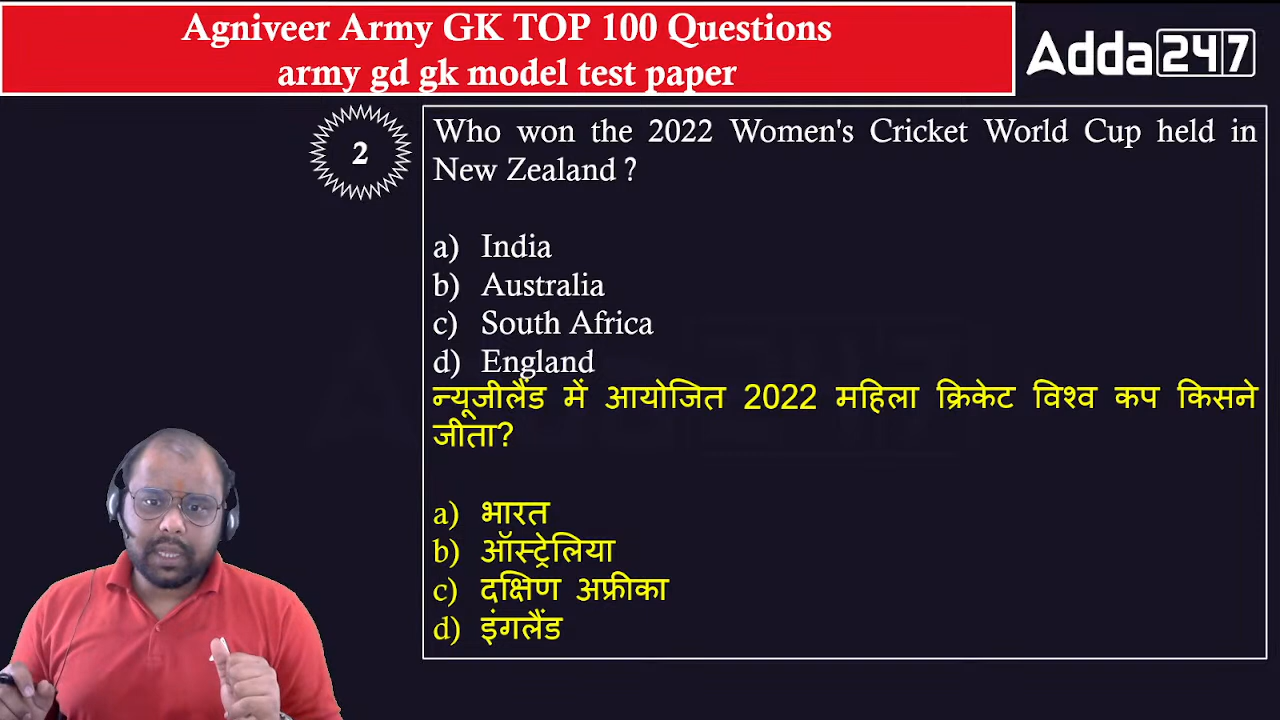 Agniveer Army GK TOP 100 Questions
army gd gk model test paper
Adda247
2
Who won the 2022 Women's Cricket World Cup held in
New Zealand ?
a) India
b) Australia
c) South Africa
d) England
न्यूजीलैंड में आयोजित 2022 महिला क्रिकेट विश्व कप किसने
जीता?
a) भारत
b) ऑस्ट्रेलिया
c) दक्षिण अफ्रीका
d) इंगलैंड